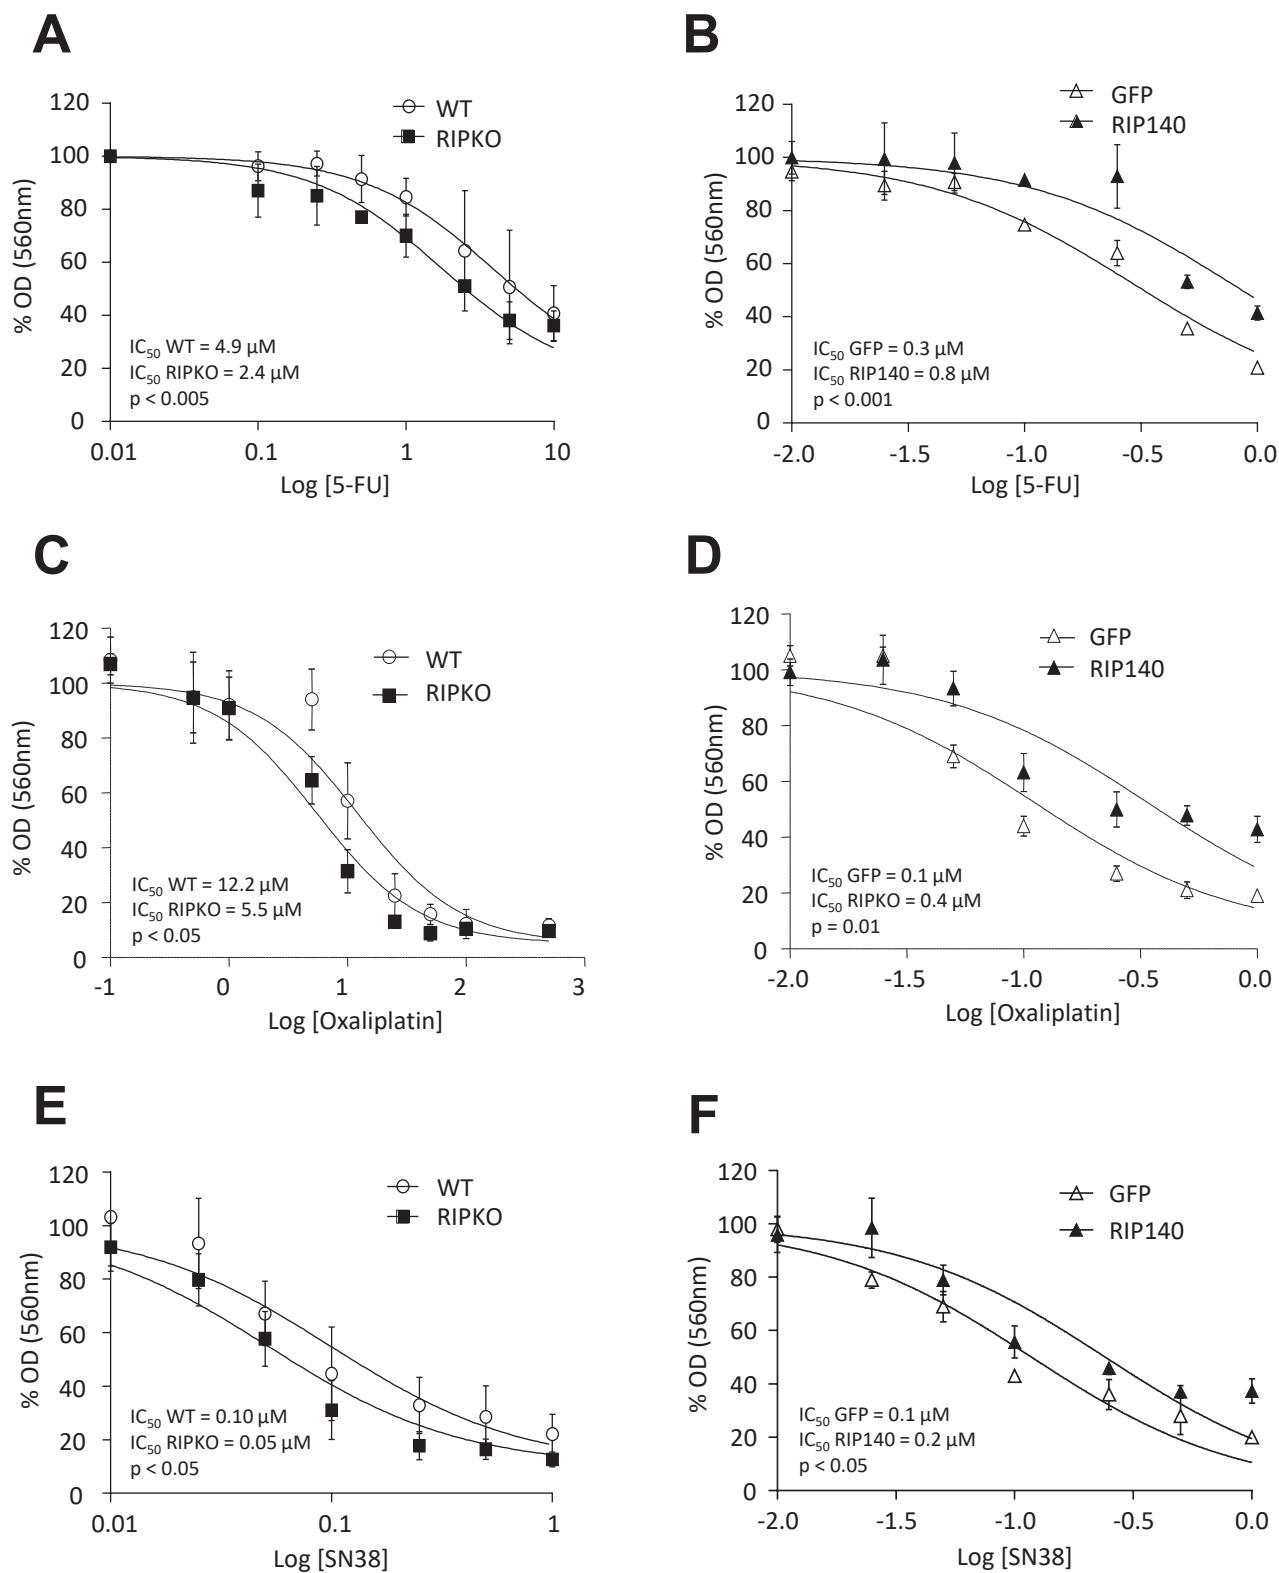 A
WT
RIPKO
120
100
80
60
40
20
0
% OD (560nm)
IC50 WT = 4.9 µM
IC50 RIPKO = 2.4 µM
p < 0.005
0.01 0.1 1 10
Log [5-FU]
B
GFP
RIP140
120
100
80
60
40
20
0
% OD (560nm)
IC50 GFP = 0.3 µM
IC50 RIP140 = 0.8 µM
p < 0.001
-2.0 -1.5 -1.0 -0.5 0.0
Log [5-FU]
C
WT
RIPKO
120
100
80
60
40
20
0
% OD (560nm)
IC50 WT = 12.2 µM
IC50 RIPKO = 5.5 µM
p < 0.05
-1 0 1 2 3
Log [Oxaliplatin]
D
GFP
RIP140
120
100
80
60
40
20
0
% OD (560nm)
IC50 GFP = 0.1 µM
IC50 RIPKO = 0.4 µM
p = 0.01
-2.0 -1.5 -1.0 -0.5 0.0
Log [Oxaliplatin]
E
WT
RIPKO
120
100
80
60
40
20
0
% OD (560nm)
IC50 WT = 0.10 µM
IC50 RIPKO = 0.05 µM
p < 0.05
0.01 0.1 1
Log [SN38]
F
GFP
RIP140
120
100
80
60
40
20
0
% OD (560nm)
IC50 GFP = 0.1 µM
IC50 RIP140 = 0.2 µM
p < 0.05
-2.0 -1.5 -1.0 -0.5 0.0
Log [SN38]